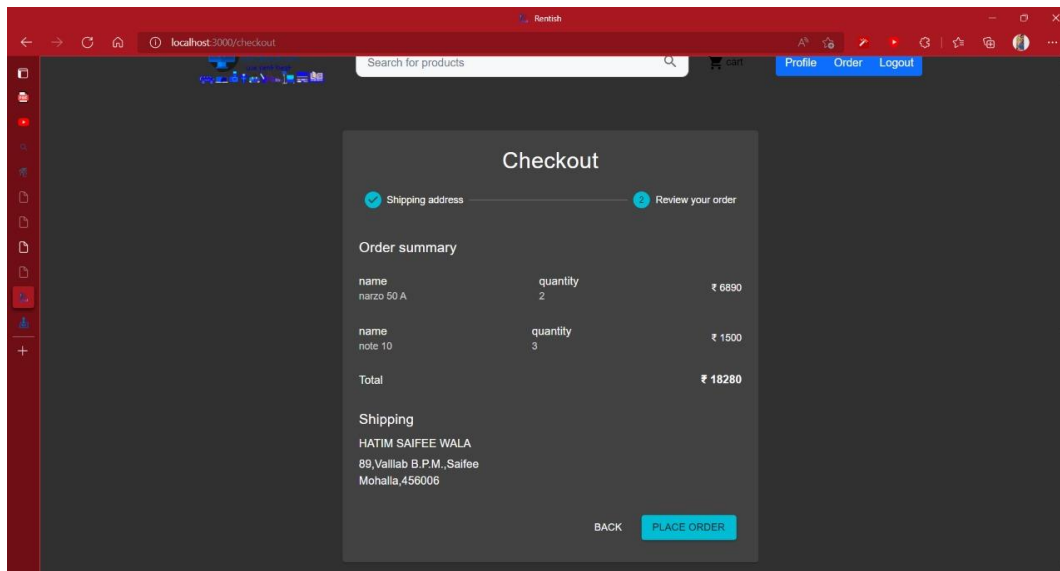 Rentish
localhost:3000/checkout
Search for products
cart
Profile Order Logout
Checkout
Shipping address
2 Review your order
Order summary
name quantity
narzo 50 A 2 ₹ 6890
name quantity
note 10 3 ₹ 1500
Total ₹ 18280
Shipping
HATIM SAIFEE WALA
89,Valllab B.P.M.,Saifee
Mohalla,456006
BACK PLACE ORDER